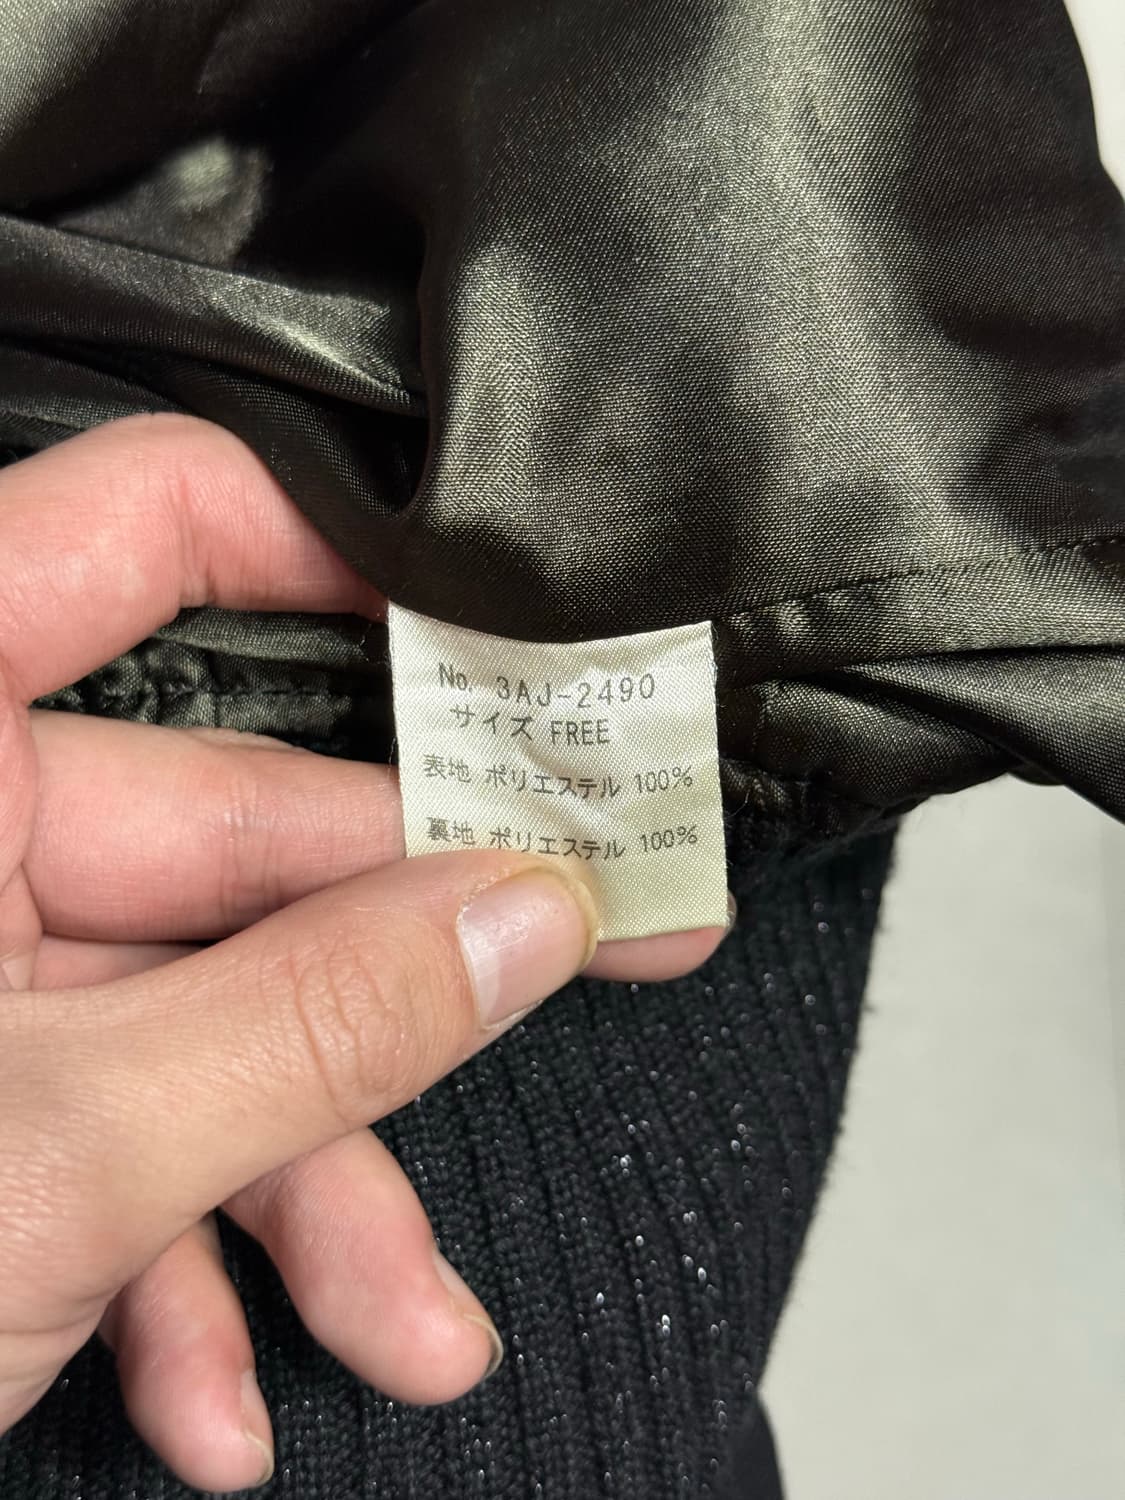 No. 3AJ-2490
サイズ FREE
表地 ポリエステル 100%
裏地 ポリエステル 100%